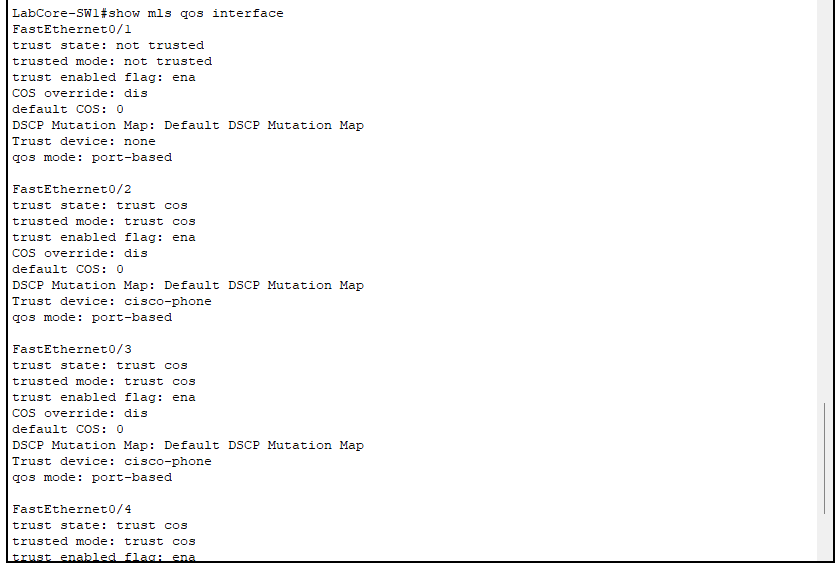 LabCore-SW1#show mls qos interface
FastEthernet0/1
trust state: not trusted
trusted mode: not trusted
trust enabled flag: ena
COS override: dis
default COS: 0
DSCP Mutation Map: Default DSCP Mutation Map
Trust device: none
qos mode: port-based
FastEthernet0/2
trust state: trust cos
trusted mode: trust cos
trust enabled flag: ena
COS override: dis
default COS: 0
DSCP Mutation Map: Default DSCP Mutation Map
Trust device: cisco-phone
qos mode: port-based
FastEthernet0/3
trust state: trust cos
trusted mode: trust cos
trust enabled flag: ena
COS override: dis
default COS: 0
DSCP Mutation Map: Default DSCP Mutation Map
Trust device: cisco-phone
qos mode: port-based
FastEthernet0/4
trust state: trust cos
trusted mode: trust cos
trust enabled flag: ena